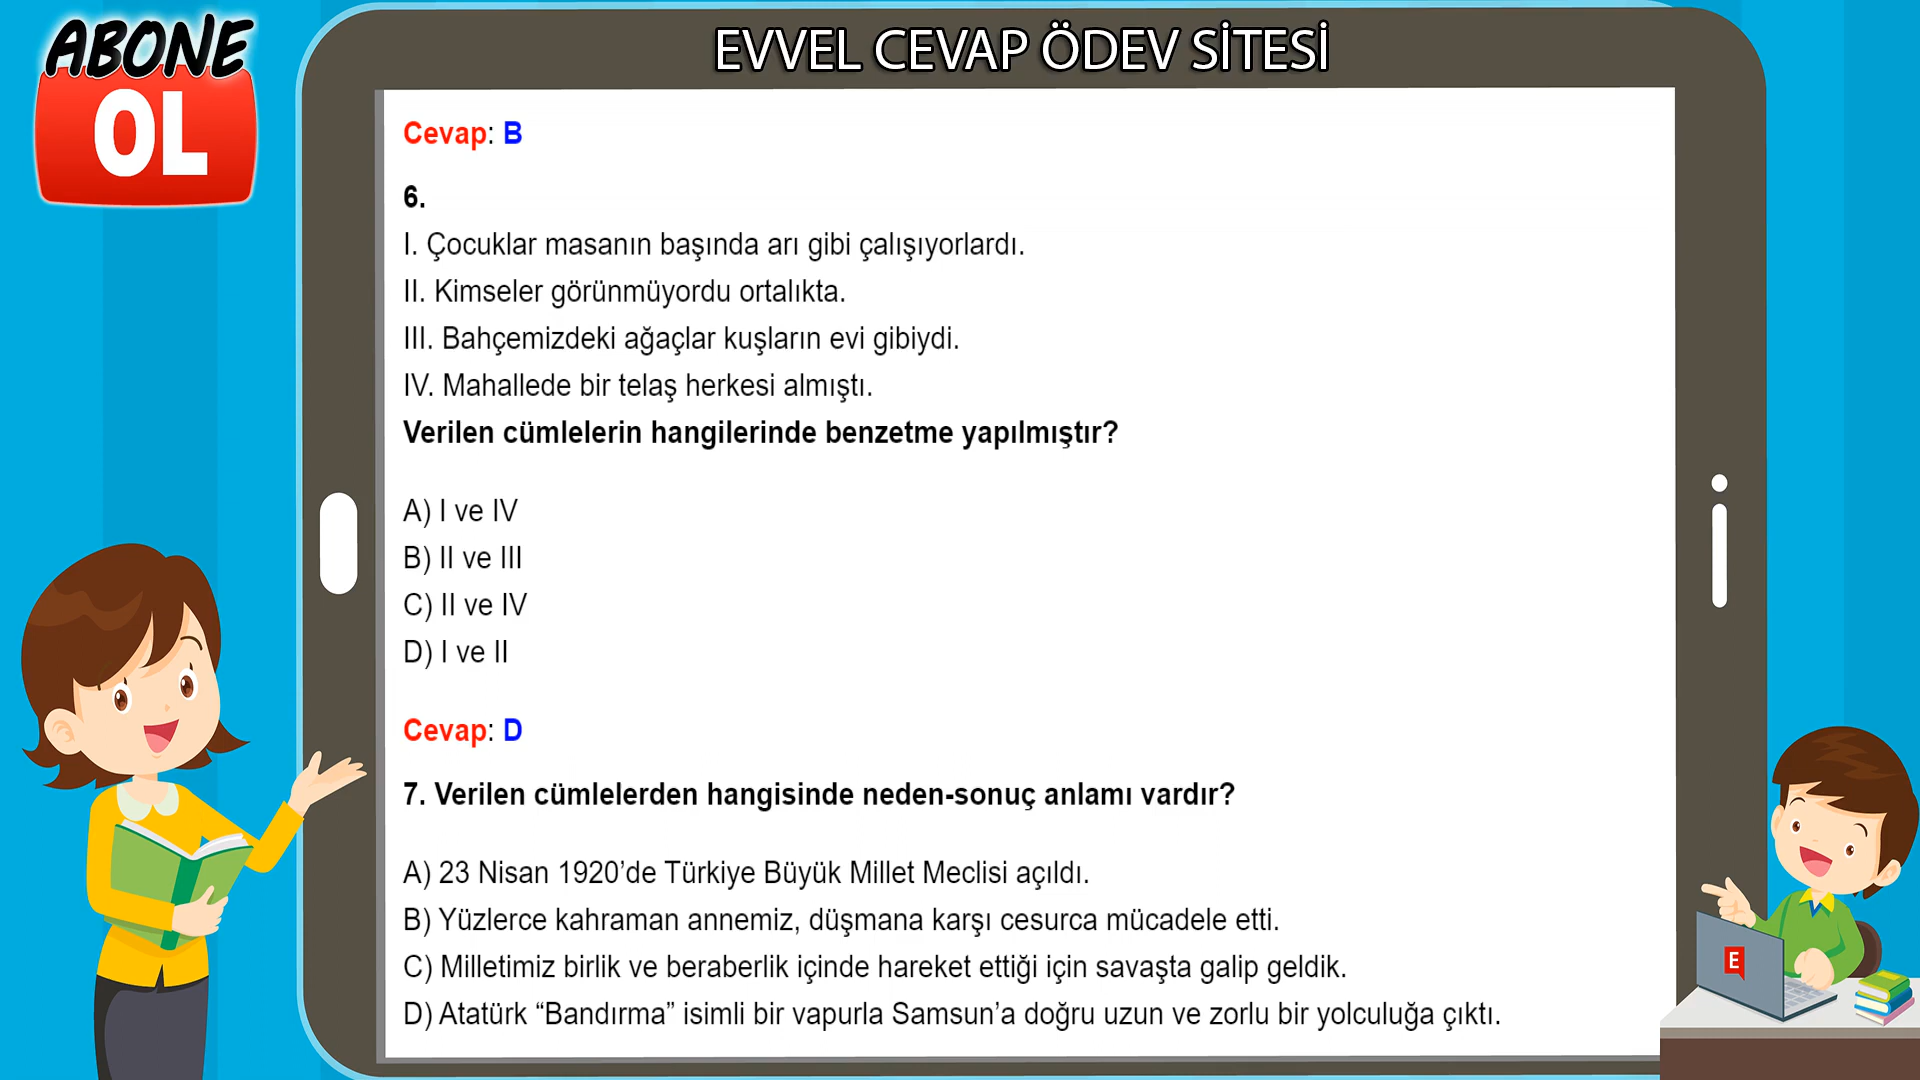 ABONE
OL
EVVEL CEVAP ÖDEV SİTESİ
Cevap: B
6.
I. Çocuklar masanın başında arı gibi çalışıyorlardı.
II. Kimseler görünmüyordu ortalıkta.
III. Bahçemizdeki ağaçlar kuşların evi gibiydi.
IV. Mahallede bir telaş herkesi almıştı.
Verilen cümlelerin hangilerinde benzetme yapılmıştır?
A) I ve IV
B) II ve III
C) II ve IV
D) I ve II
Cevap: D
7. Verilen cümlelerden hangisinde neden-sonuç anlamı vardır?
A) 23 Nisan 1920’de Türkiye Büyük Millet Meclisi açıldı.
B) Yüzlerce kahraman annemiz, düşmana karşı cesurca mücadele etti.
C) Milletimiz birlik ve beraberlik içinde hareket ettiği için savaşta galip geldik.
D) Atatürk “Bandırma” isimli bir vapurla Samsun’a doğru uzun ve zorlu bir yolculuğa çıktı.
E